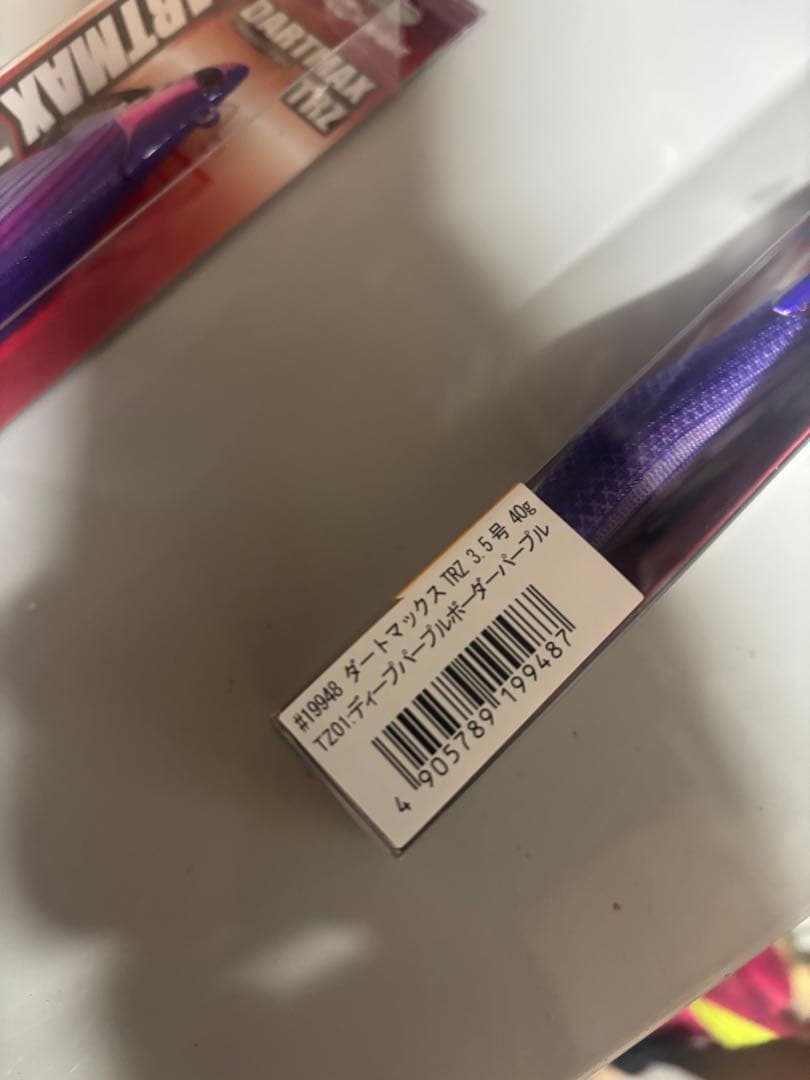 ARTMAX
DARTMAX
TRZ
#19948 ダートマックス TRZ 3.5号 40g
TZ01:ディープパープルボーダーパープル
4 905789 199487